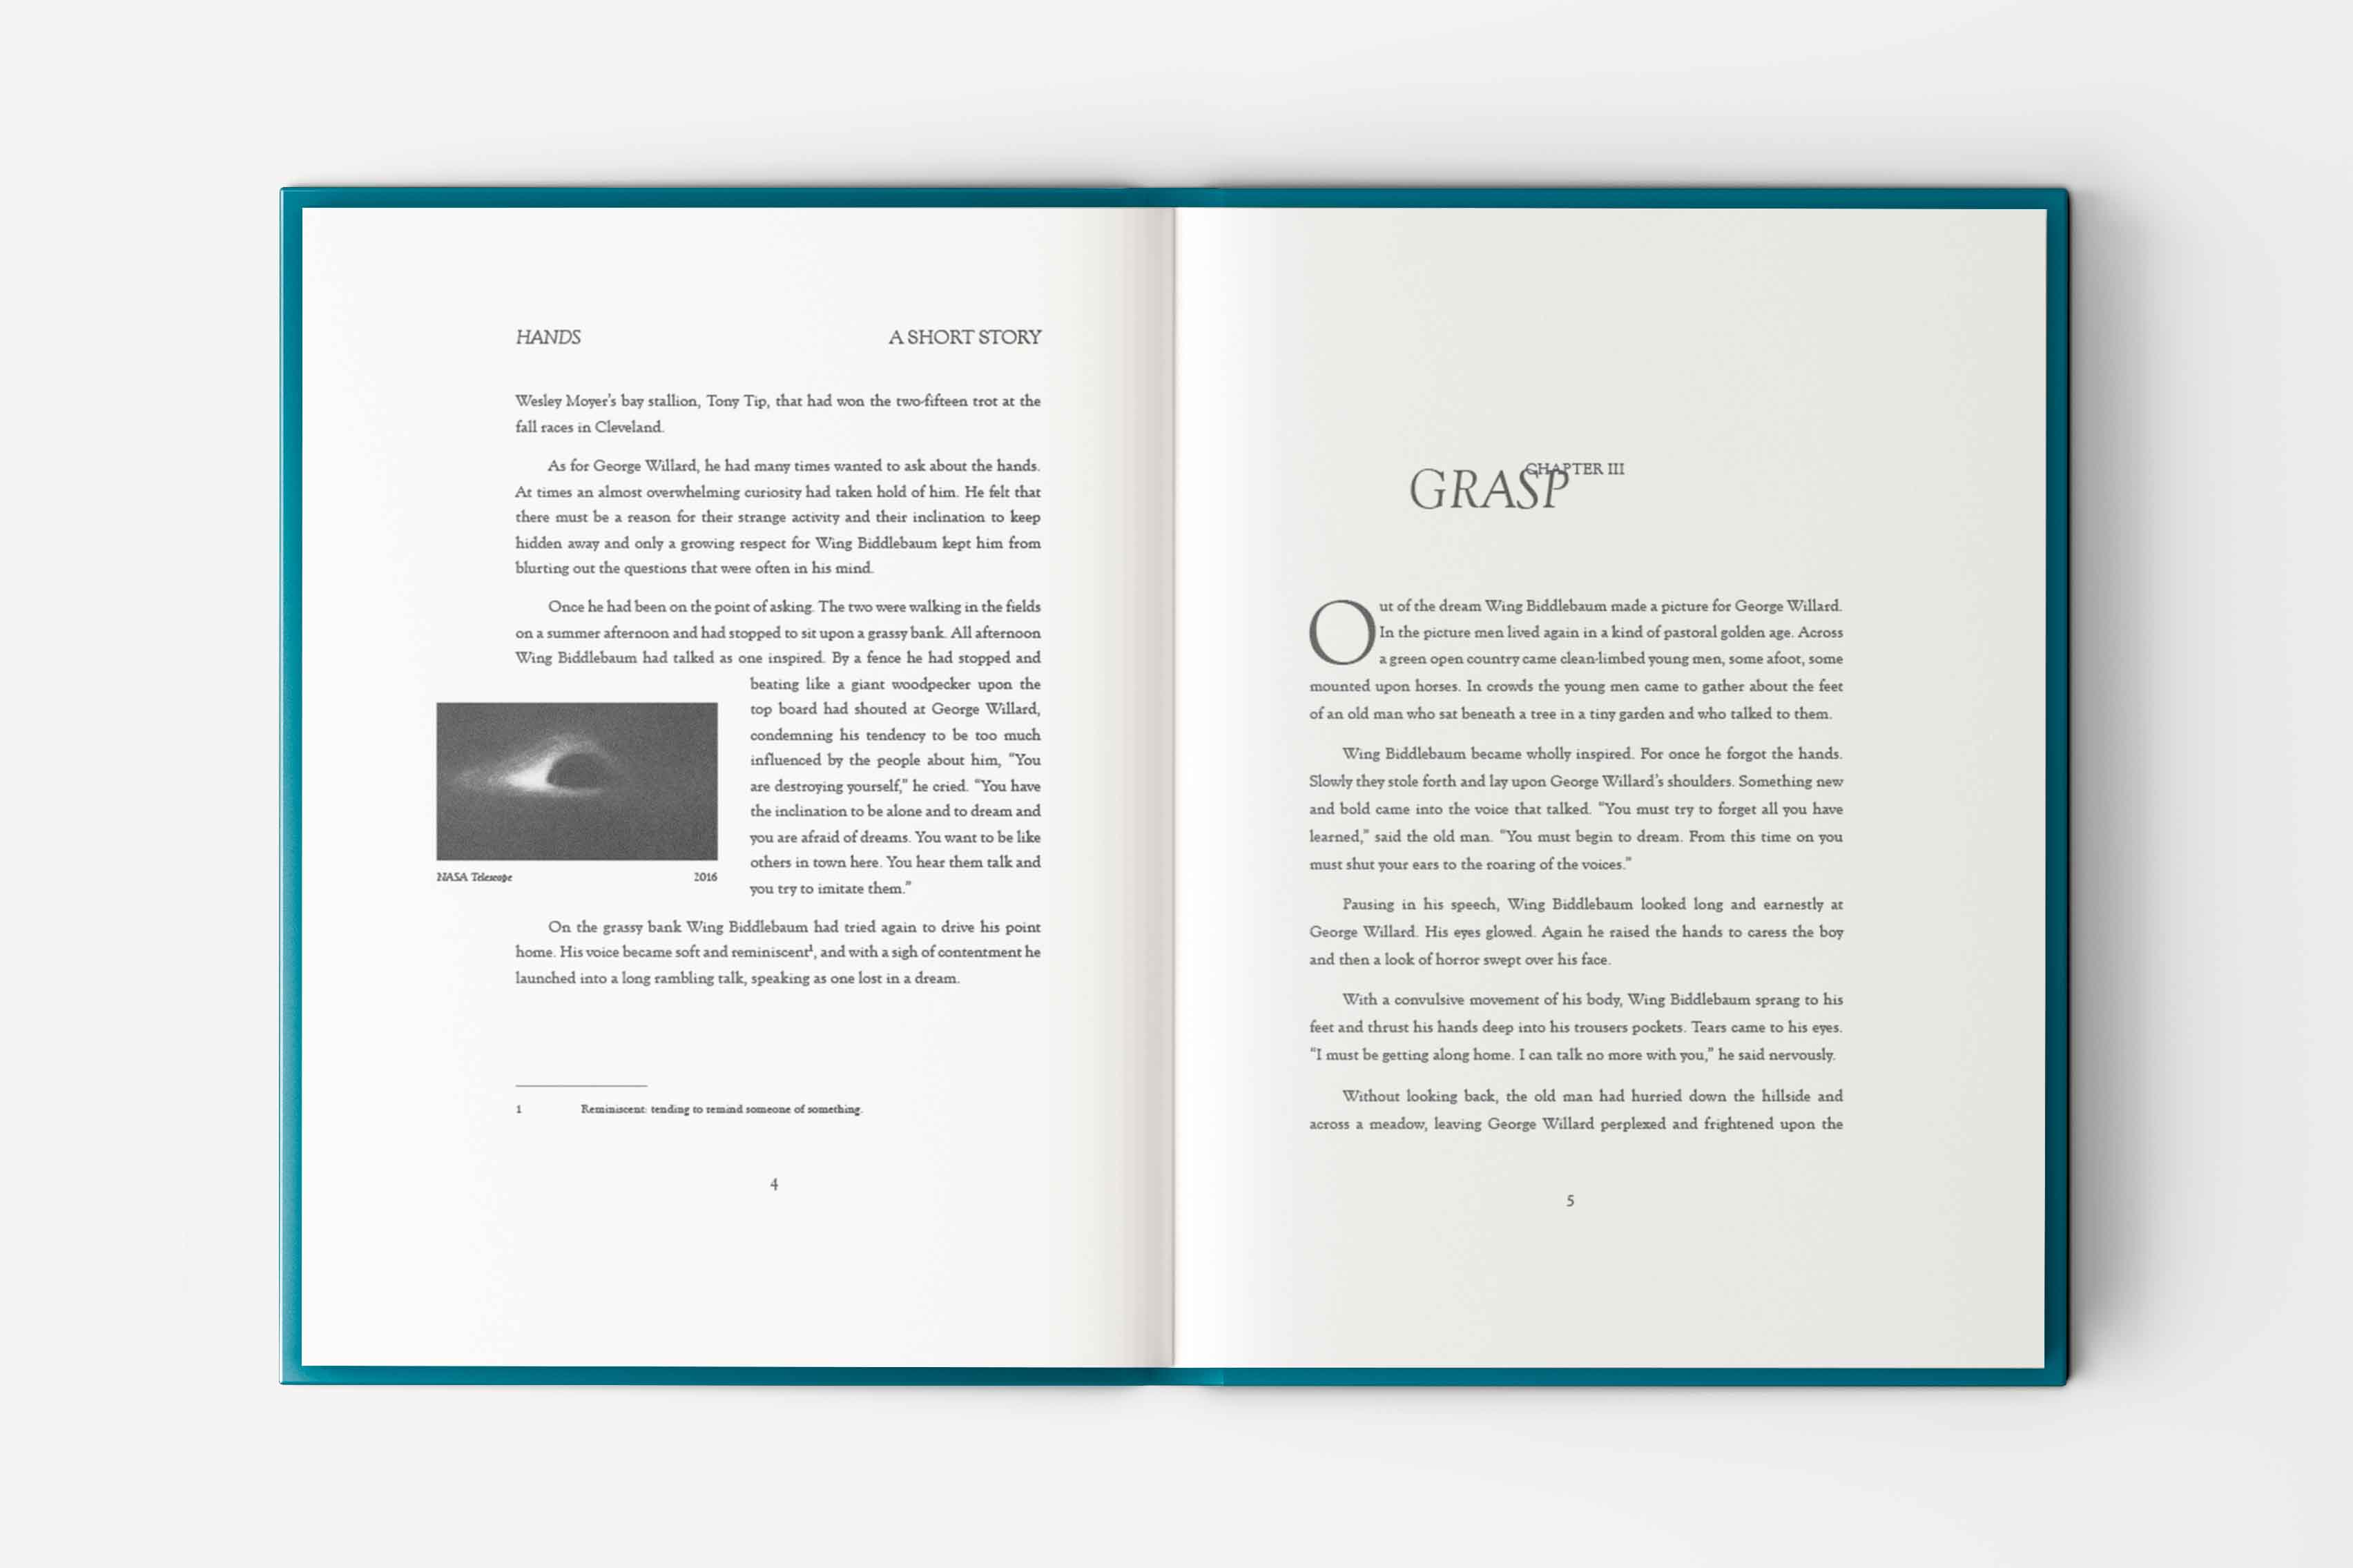 HANDS A SHORT STORY
Wesley Moyer's bay stallion, Tony Tip, that had won the two-fifteen trot at the
fall races in Cleveland.
As for George Willard, he had many times wanted to ask about the hands.
At times an almost overwhelming curiosity had taken hold of him. He felt that
there must be a reason for their strange activity and their inclination to keep
hidden away and only a growing respect for Wing Biddlebaum kept him from
blurting out the questions that were often in his mind.
Once he had been on the point of asking. The two were walking in the fields
on a summer afternoon and had stopped to sit upon a grassy bank. All afternoon
Wing Biddlebaum had talked as one inspired. By a fence he had stopped and
beating like a giant woodpecker upon the
top board had shouted at George Willard,
condemning his tendency to be too much
influenced by the people about him, “You
are destroying yourself,” he cried. “You have
the inclination to be alone and to dream and
you are afraid of dreams. You want to be like
others in town here. You hear them talk and
you try to imitate them.”
NASA Telescope 2016
On the grassy bank Wing Biddlebaum had tried again to drive his point
home. His voice became soft and reminiscent¹, and with a sigh of contentment he
launched into a long rambling talk, speaking as one lost in a dream.
1 Reminiscent: tending to remind someone of something.
4
CHAPTER III
GRASP
Out of the dream Wing Biddlebaum made a picture for George Willard.
In the picture men lived again in a kind of pastoral golden age. Across
a green open country came clean-limbed young men, some afoot, some
mounted upon horses. In crowds the young men came to gather about the feet
of an old man who sat beneath a tree in a tiny garden and who talked to them.
Wing Biddlebaum became wholly inspired. For once he forgot the hands.
Slowly they stole forth and lay upon George Willard's shoulders. Something new
and bold came into the voice that talked. “You must try to forget all you have
learned,” said the old man. “You must begin to dream. From this time on you
must shut your ears to the roaring of the voices.”
Pausing in his speech, Wing Biddlebaum looked long and earnestly at
George Willard. His eyes glowed. Again he raised the hands to caress the boy
and then a look of horror swept over his face.
With a convulsive movement of his body, Wing Biddlebaum sprang to his
feet and thrust his hands deep into his trousers pockets. Tears came to his eyes.
“I must be getting along home. I can talk no more with you,” he said nervously.
Without looking back, the old man had hurried down the hillside and
across a meadow, leaving George Willard perplexed and frightened upon the
5